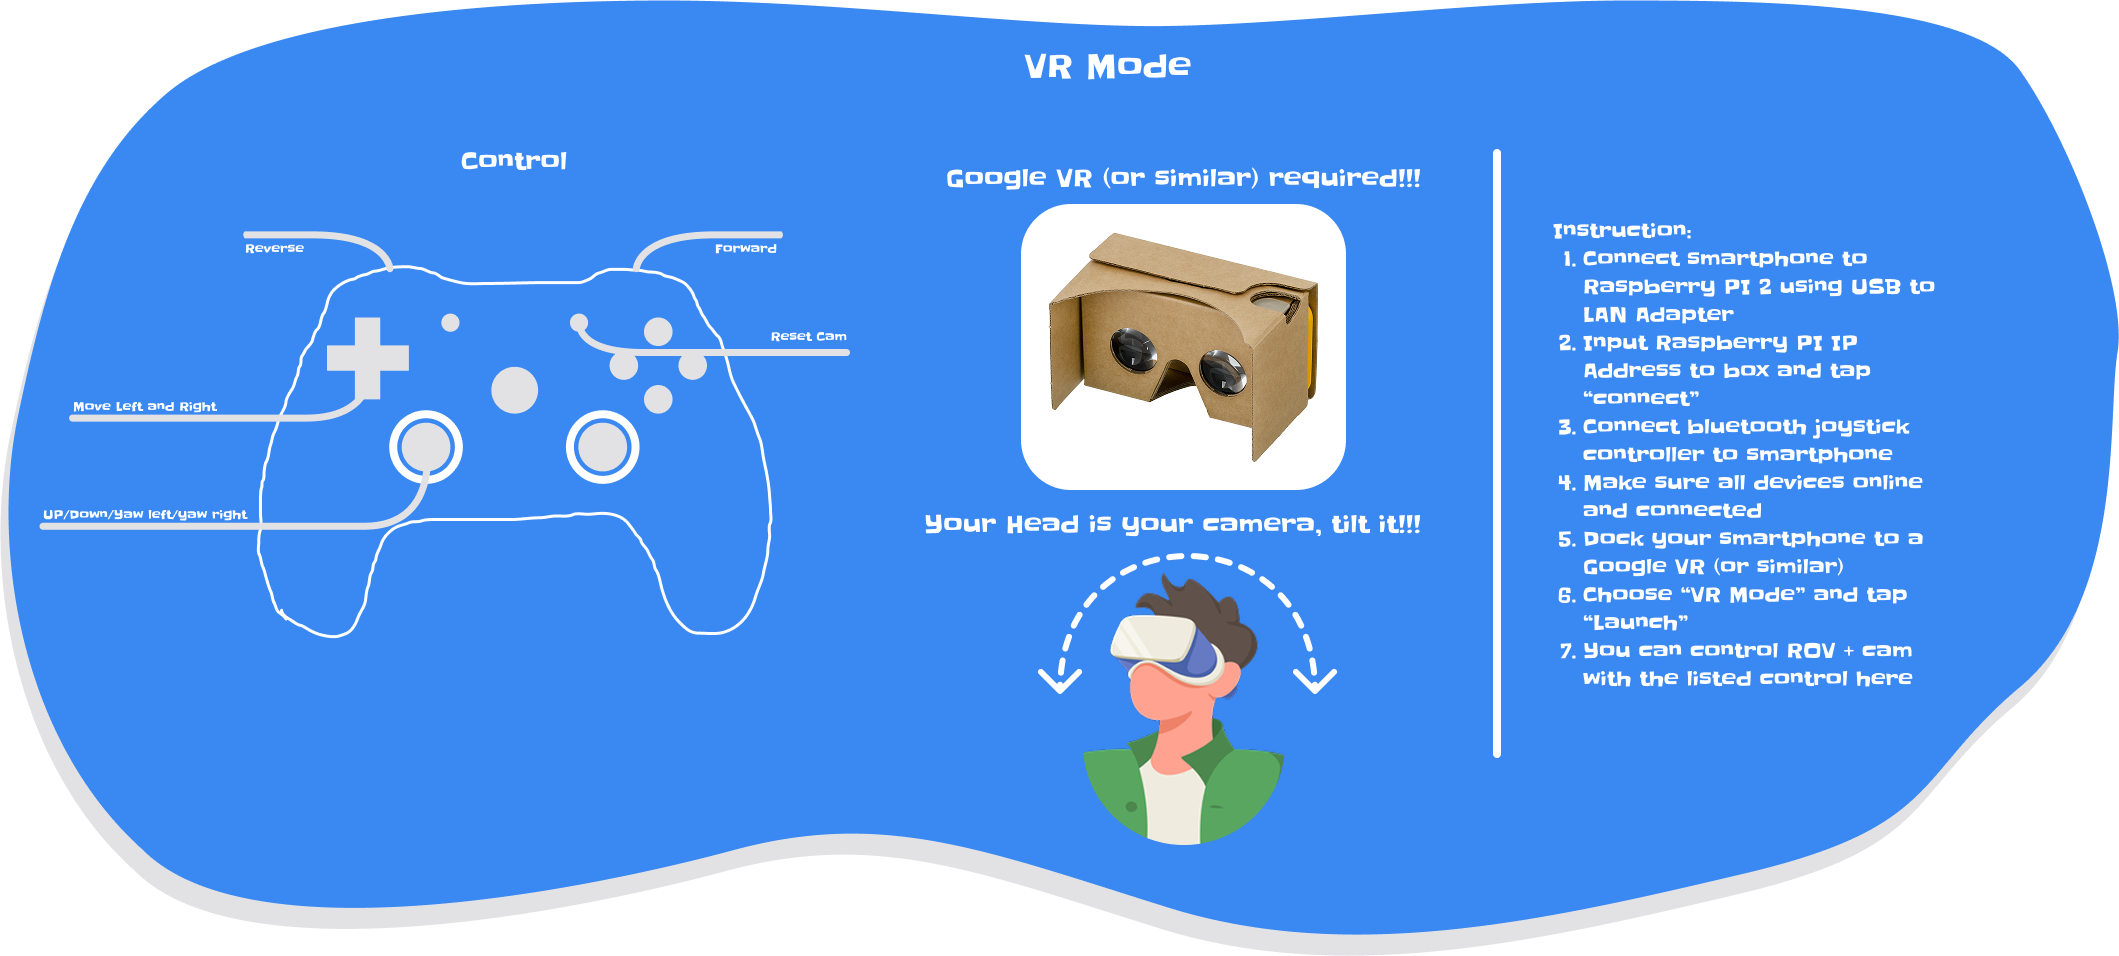 VR Mode
Control
Reverse
Forward
Reset Cam
Move Left and Right
UP/Down/Yaw left/yaw right
Google VR (or similar) required!!!
Your Head is your camera, tilt it!!!
Instruction:
1. Connect smartphone to
Raspberry PI 2 using USB to
LAN Adapter
2. Input Raspberry PI IP
Address to box and tap
“connect”
3. Connect bluetooth joystick
controller to smartphone
4. Make sure all devices online
and connected
5. Dock your smartphone to a
Google VR (or similar)
6. Choose “VR Mode” and tap
“Launch”
7. You can control ROV + cam
with the listed control here